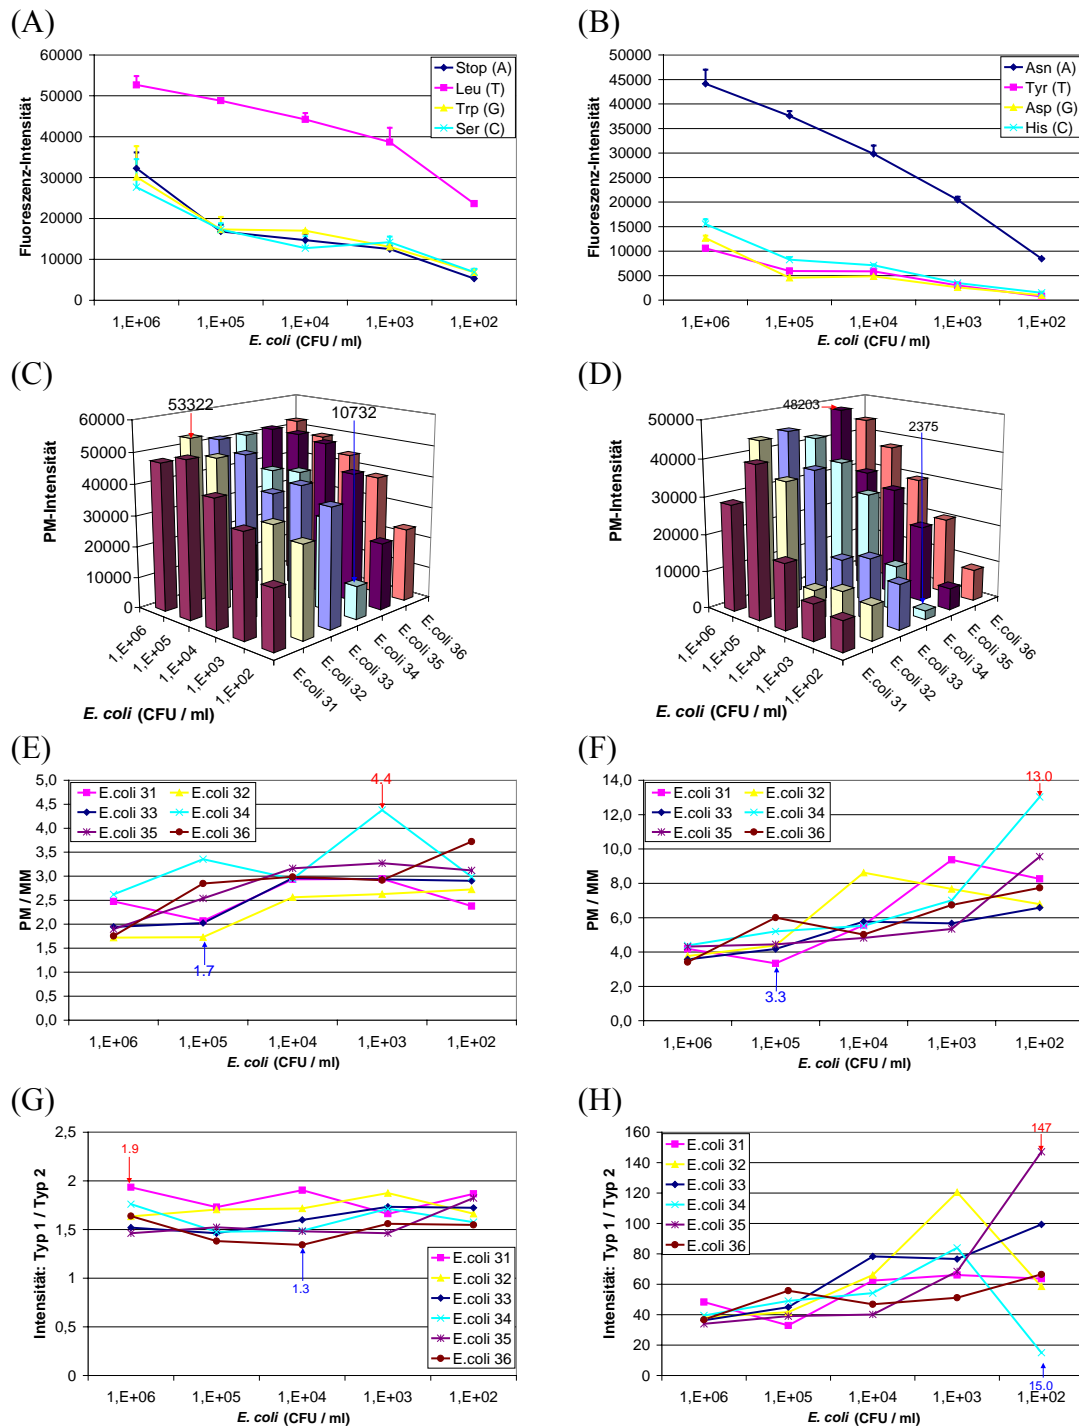 (A)
60000
50000
40000
30000
20000
10000
0
Fluoreszenz-Intensität
Stop (A)
Leu (T)
Trp (G)
Ser (C)
1,E+06 1,E+05 1,E+04 1,E+03 1,E+02
E. coli (CFU / ml)
(B)
50000
45000
40000
35000
30000
25000
20000
15000
10000
5000
0
Fluoreszenz-Intensität
Asn (A)
Tyr (T)
Asp (G)
His (C)
1,E+06 1,E+05 1,E+04 1,E+03 1,E+02
E. coli (CFU / ml)
(C)
53322
10732
60000
50000
40000
30000
20000
10000
0
PM-Intensität
1,E+06
1,E+05
1,E+04
1,E+03
1,E+02
E.coli 36
E.coli 35
E.coli 34
E.coli 33
E.coli 32
E.coli 31
E. coli (CFU / ml)
(D)
48203
2375
50000
40000
30000
20000
10000
0
PM-Intensität
1,E+06
1,E+05
1,E+04
1,E+03
1,E+02
E.coli 36
E.coli 35
E.coli 34
E.coli 33
E.coli 32
E.coli 31
E. coli (CFU / ml)
(E)
5,0
4,5
4,0
3,5
3,0
2,5
2,0
1,5
1,0
0,5
0,0
PM / MM
E.coli 31 E.coli 32
E.coli 33 E.coli 34
E.coli 35 E.coli 36
4.4
1.7
1,E+06 1,E+05 1,E+04 1,E+03 1,E+02
E. coli (CFU / ml)
(F)
14,0
12,0
10,0
8,0
6,0
4,0
2,0
0,0
PM / MM
E.coli 31 E.coli 32
E.coli 33 E.coli 34
E.coli 35 E.coli 36
13.0
3.3
1,E+06 1,E+05 1,E+04 1,E+03 1,E+02
E. coli (CFU / ml)
(G)
2,5
2
1,5
1
0,5
0
Intensität: Typ 1 / Typ 2
1.9
1.3
E.coli 31
E.coli 32
E.coli 33
E.coli 34
E.coli 35
E.coli 36
1,E+06 1,E+05 1,E+04 1,E+03 1,E+02
E. coli (CFU / ml)
(H)
160
140
120
100
80
60
40
20
0
Intensität: Typ 1 / Typ 2
E.coli 31
E.coli 32
E.coli 33
E.coli 34
E.coli 35
E.coli 36
147
15.0
1,E+06 1,E+05 1,E+04 1,E+03 1,E+02
E. coli (CFU / ml)